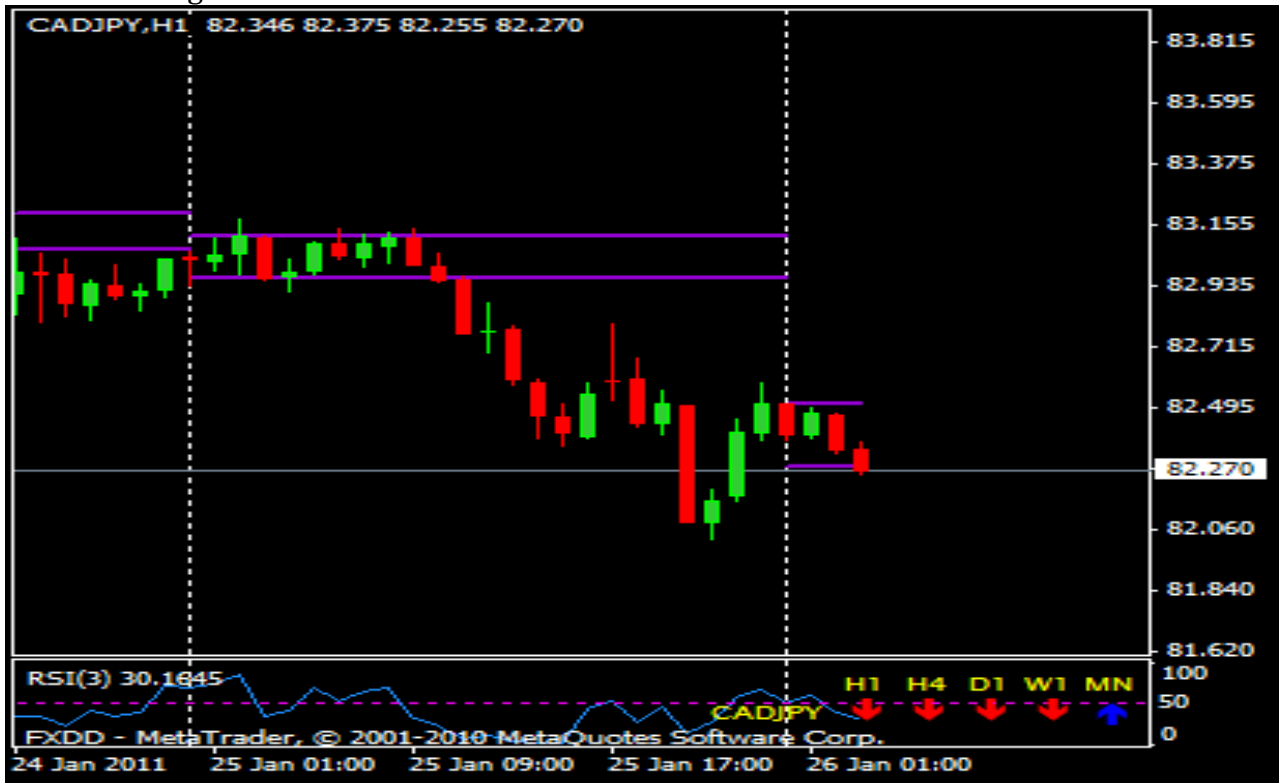 CADJPY,H1 82.346 82.375 82.255 82.270
83.815
83.595
83.375
83.155
82.935
82.715
82.495
82.270
82.060
81.840
81.620
RSI(3) 30.1645
100
H1 H4 D1 W1 MN
50
CADJPY
0
FXDD - MetaTrader, © 2001-2010 MetaQuotes Software Corp.
24 Jan 2011 25 Jan 01:00 25 Jan 09:00 25 Jan 17:00 26 Jan 01:00